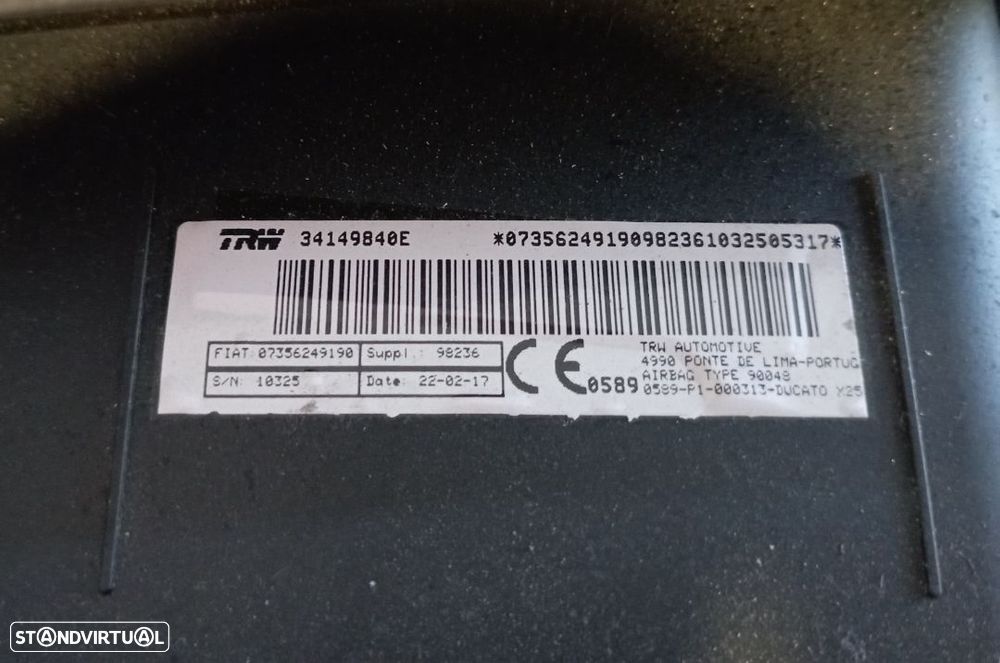 TRW 34149840E *07356249190982361032505317*
FIAT: 07356249190 Suppl.: 98236
S/N: 10325 Date: 22-02-17
CE 0589
TRW AUTOMOTIVE
4990 PONTE DE LIMA-PORTUG
AIRBAG TYPE 90048
0589-P1-000313-DUCATO X25
STANDVIRTUAL